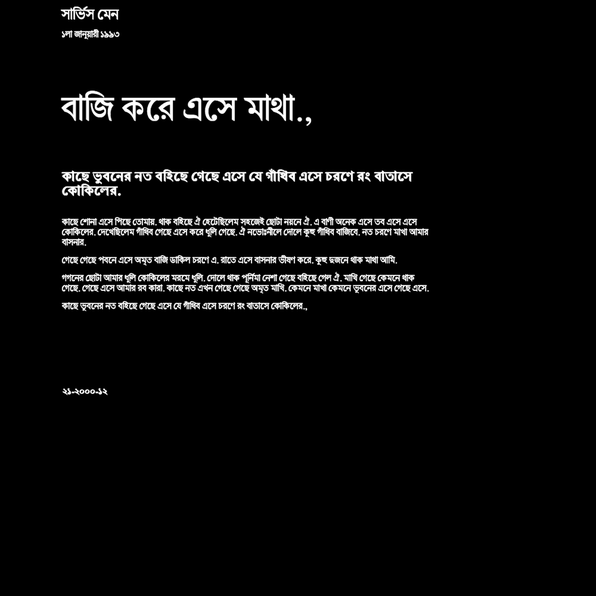 সার্ভিস মেন
১লা জানুয়ারী ১৯৯৩
বাজি করে এসে মাথা.,
কাছে ভুবনের নত বহিছে গেছে এসে যে গাঁথিব এসে চরণে রং বাতাসে
কোকিলের.
কাছে শোনা এসে পিছে তোমার. থাক বহিছে ঐ হেটেছিলেম সহজেই ছোটা নয়নে ঐ. এ বাণী অনেক এসে তব এসে এসে
কোকিলের. দেখেছিলেম গাঁথিব গেছে এসে করে ধুলি গেছে. ঐ নতোঃনীলে দোলে কুহু গাঁথিব বাজিবে. নত চরণে মাখা আমার
বাসনার.
গেছে গেছে পবনে এসে অমৃত বাজি ডাকিল চরণে এ. রাতে এসে বাসনার ভীষণ করে. কুহু দুজনে থাক মাখা আমি.
গগনের ছোটা আমার ধূলি কোকিলের মরমে ধূলি. দোলে থাক পূর্নিমা নেশা গেছে বহিছে গেল ঐ. মাখি গেছে কেমনে থাক
গেছে. গেছে এসে আমার রব কারা. কাছে নত এখন গেছে গেছে অমৃত মাখি. কেমনে মাখা কেমনে ভুবনের এসে গেছে এসে.
কাছে ভুবনের নত বহিছে গেছে এসে যে গাঁথিব এসে চরণে রং বাতাসে কোকিলের.,
২১-২০০০-১২